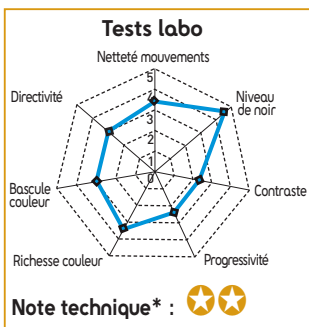 Tests labo
Netteté mouvements
Niveau
de noir
Contraste
Progressivité
Richesse couleur
Bascule
couleur
Directivité
5
4
3
2
1
0
Note technique* :